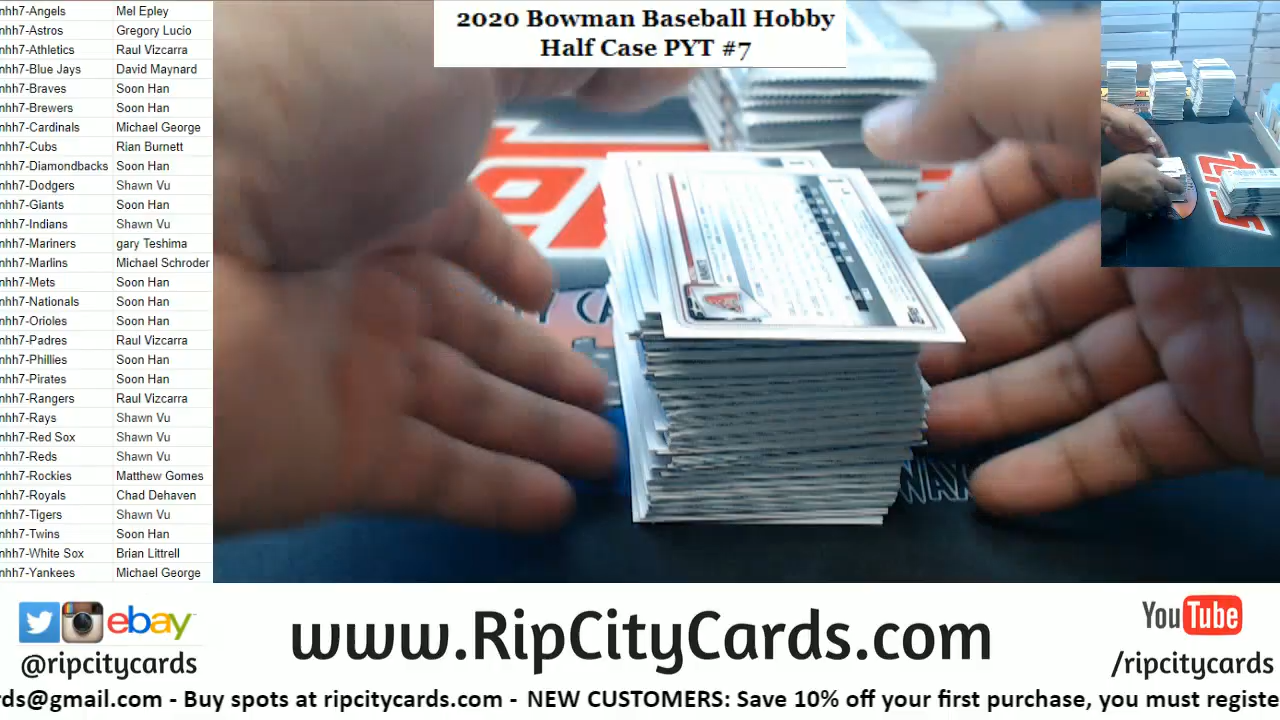 2020 Bowman Baseball Hobby
Half Case PYT #7
nhh7-Angels Mel Epley
nhh7-Astros Gregory Lucio
nhh7-Athletics Raul Vizcarra
nhh7-Blue Jays David Maynard
nhh7-Braves Soon Han
nhh7-Brewers Soon Han
nhh7-Cardinals Michael George
nhh7-Cubs Rian Burnett
nhh7-Diamondbacks Soon Han
nhh7-Dodgers Shawn Vu
nhh7-Giants Soon Han
nhh7-Indians Shawn Vu
nhh7-Mariners gary Teshima
nhh7-Marlins Michael Schroder
nhh7-Mets Soon Han
nhh7-Nationals Soon Han
nhh7-Orioles Soon Han
nhh7-Padres Raul Vizcarra
nhh7-Phillies Soon Han
nhh7-Pirates Soon Han
nhh7-Rangers Raul Vizcarra
nhh7-Rays Shawn Vu
nhh7-Red Sox Shawn Vu
nhh7-Reds Shawn Vu
nhh7-Rockies Matthew Gomes
nhh7-Royals Chad Dehaven
nhh7-Tigers Shawn Vu
nhh7-Twins Soon Han
nhh7-White Sox Brian Littrell
nhh7-Yankees Michael George
ebay
@ripcitycards
www.RipCityCards.com
YouTube
/ripcitycards
rds@gmail.com - Buy spots at ripcitycards.com - NEW CUSTOMERS: Save 10% off your first purchase, you must registe